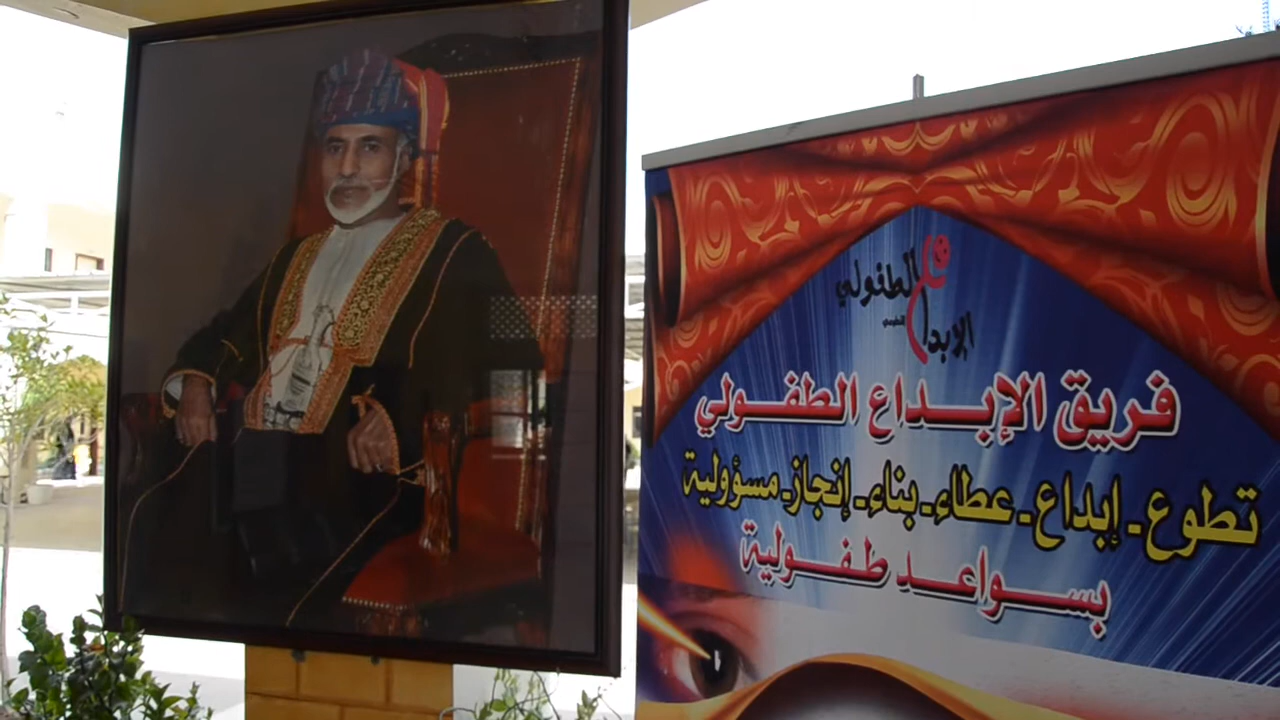 الإبداع الطفولي
فريق الإبداع الطفولي
تطوع - إبداع - عطاء - بناء - إنجاز - مسؤولية
بسواعد طفولية